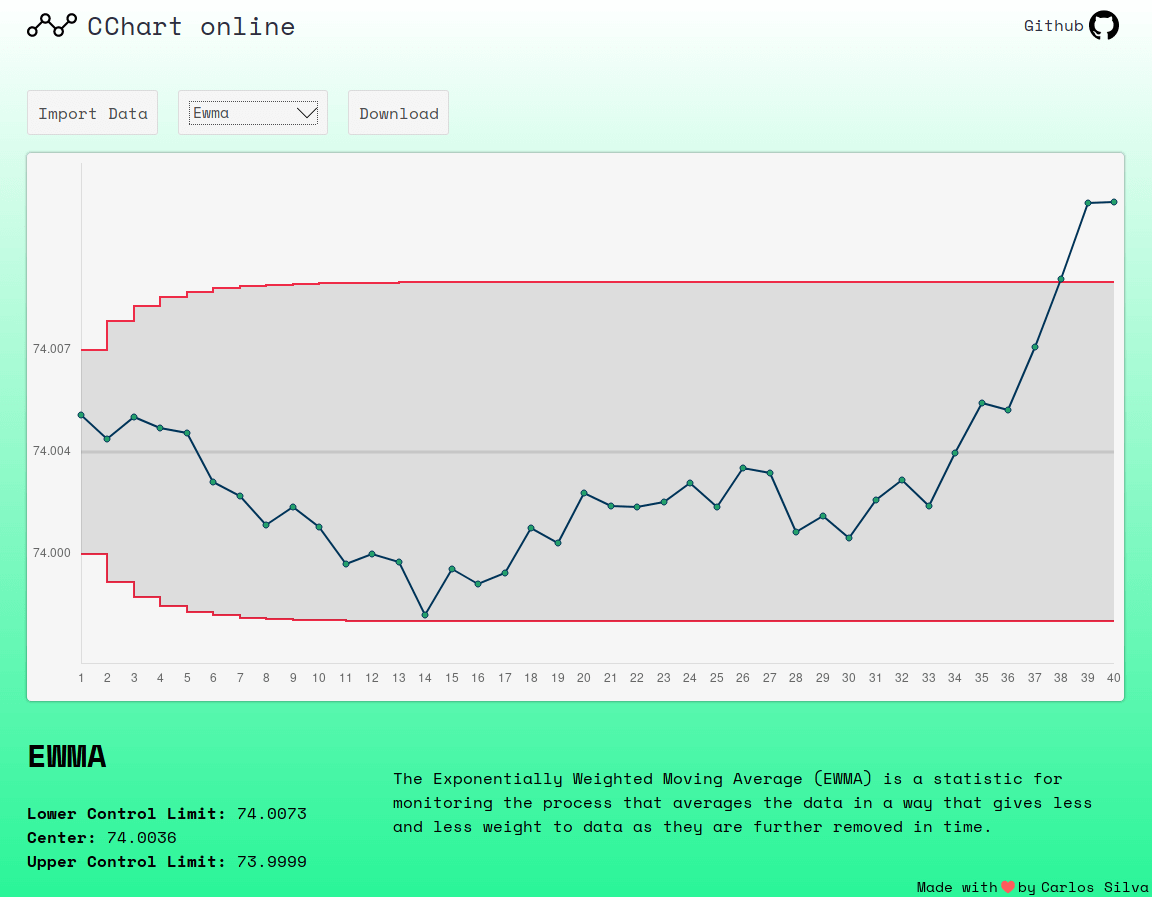 CChart online
Github
Import Data
Ewma
Download
74.007
74.004
74.000
1 2 3 4 5 6 7 8 9 10 11 12 13 14 15 16 17 18 19 20 21 22 23 24 25 26 27 28 29 30 31 32 33 34 35 36 37 38 39 40
EWMA
Lower Control Limit: 74.0073
Center: 74.0036
Upper Control Limit: 73.9999
The Exponentially Weighted Moving Average (EWMA) is a statistic for
monitoring the process that averages the data in a way that gives less
and less weight to data as they are further removed in time.
Made with by Carlos Silva